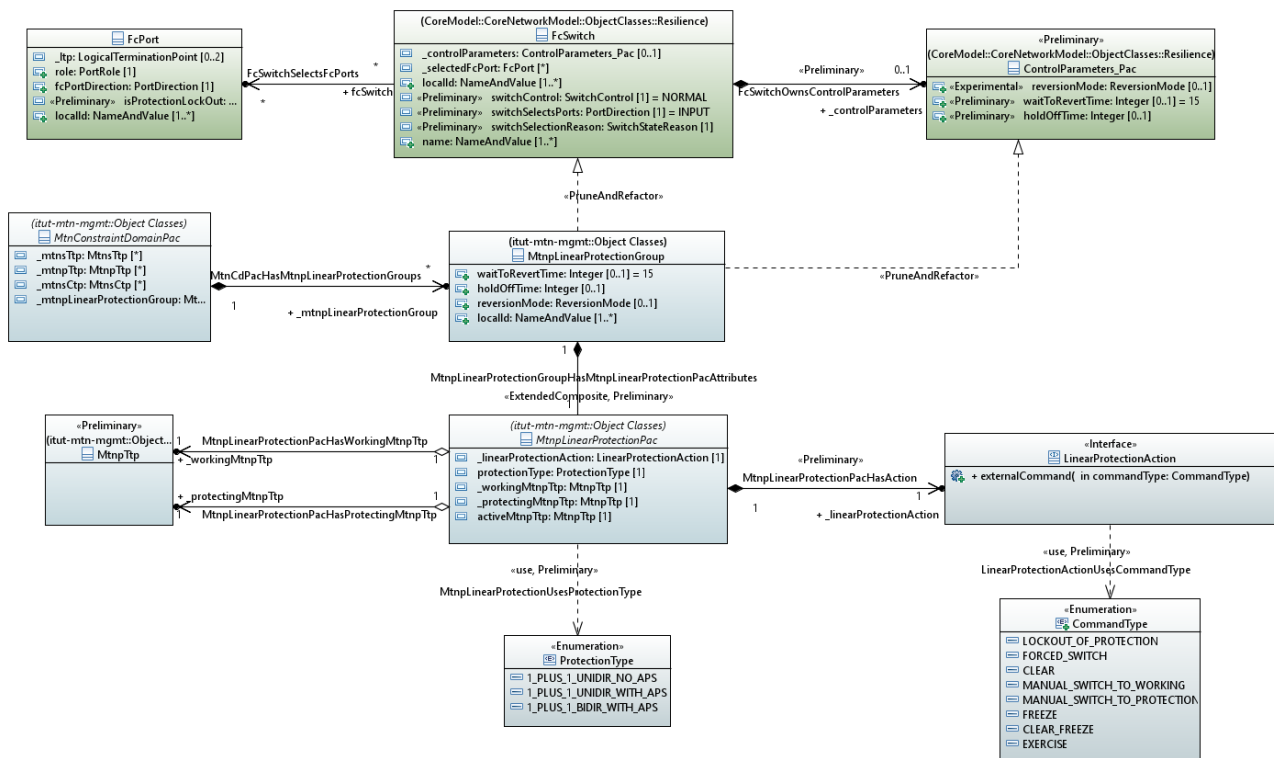 FcPort
_ltp: LogicalTerminationPoint [0..2]
role: PortRole [1]
fcPortDirection: PortDirection [1]
«Preliminary» isProtectionLockOut: ...
localId: NameAndValue [1..*]
FcSwitchSelectsFcPorts
*
*
+ fcSwitch
(CoreModel::CoreNetworkModel::ObjectClasses::Resilience)
FcSwitch
_controlParameters: ControlParameters_Pac [0..1]
_selectedFcPort: FcPort [*]
localId: NameAndValue [1..*]
«Preliminary» switchControl: SwitchControl [1] = NORMAL
«Preliminary» switchSelectsPorts: PortDirection [1] = INPUT
«Preliminary» switchSelectionReason: SwitchStateReason [1]
name: NameAndValue [1..*]
«Preliminary»
0..1
FcSwitchOwnsControlParameters
+ _controlParameters
«Preliminary»
(CoreModel::CoreNetworkModel::ObjectClasses::Resilience)
ControlParameters_Pac
«Experimental» reversionMode: ReversionMode [0..1]
«Preliminary» waitToRevertTime: Integer [0..1] = 15
«Preliminary» holdOffTime: Integer [0..1]
«PruneAndRefactor»
«PruneAndRefactor»
(itut-mtn-mgmt::Object Classes)
MtnConstraintDomainPac
_mtnsTtp: MtnsTtp [*]
_mtnpTtp: MtnpTtp [*]
_mtnsCtp: MtnsCtp [*]
_mtnpLinearProtectionGroup: Mt...
MtnCdPacHasMtnpLinearProtectionGroups
*
1
+ _mtnpLinearProtectionGroup
(itut-mtn-mgmt::Object Classes)
MtnpLinearProtectionGroup
waitToRevertTime: Integer [0..1] = 15
holdOffTime: Integer [0..1]
reversionMode: ReversionMode [0..1]
localId: NameAndValue [1..*]
1
MtnpLinearProtectionGroupHasMtnpLinearProtectionPacAttributes
«ExtendedComposite, Preliminary»
1
«Preliminary»
(itut-mtn-mgmt::Object...
MtnpTtp
1
MtnpLinearProtectionPacHasWorkingMtnpTtp
1
+ _workingMtnpTtp
+ _protectingMtnpTtp
1
1
MtnpLinearProtectionPacHasProtectingMtnpTtp
(itut-mtn-mgmt::Object Classes)
MtnpLinearProtectionPac
_linearProtectionAction: LinearProtectionAction [1]
protectionType: ProtectionType [1]
_workingMtnpTtp: MtnpTtp [1]
_protectingMtnpTtp: MtnpTtp [1]
activeMtnpTtp: MtnpTtp [1]
«Preliminary»
MtnpLinearProtectionPacHasAction
1
1
+ _linearProtectionAction
«Interface»
LinearProtectionAction
+ externalCommand( in commandType: CommandType)
«use, Preliminary»
MtnpLinearProtectionUsesProtectionType
«use, Preliminary»
LinearProtectionActionUsesCommandType
«Enumeration»
ProtectionType
1_PLUS_1_UNIDIR_NO_APS
1_PLUS_1_UNIDIR_WITH_APS
1_PLUS_1_BIDIR_WITH_APS
«Enumeration»
CommandType
LOCKOUT_OF_PROTECTION
FORCED_SWITCH
CLEAR
MANUAL_SWITCH_TO_WORKING
MANUAL_SWITCH_TO_PROTECTION
FREEZE
CLEAR_FREEZE
EXERCISE